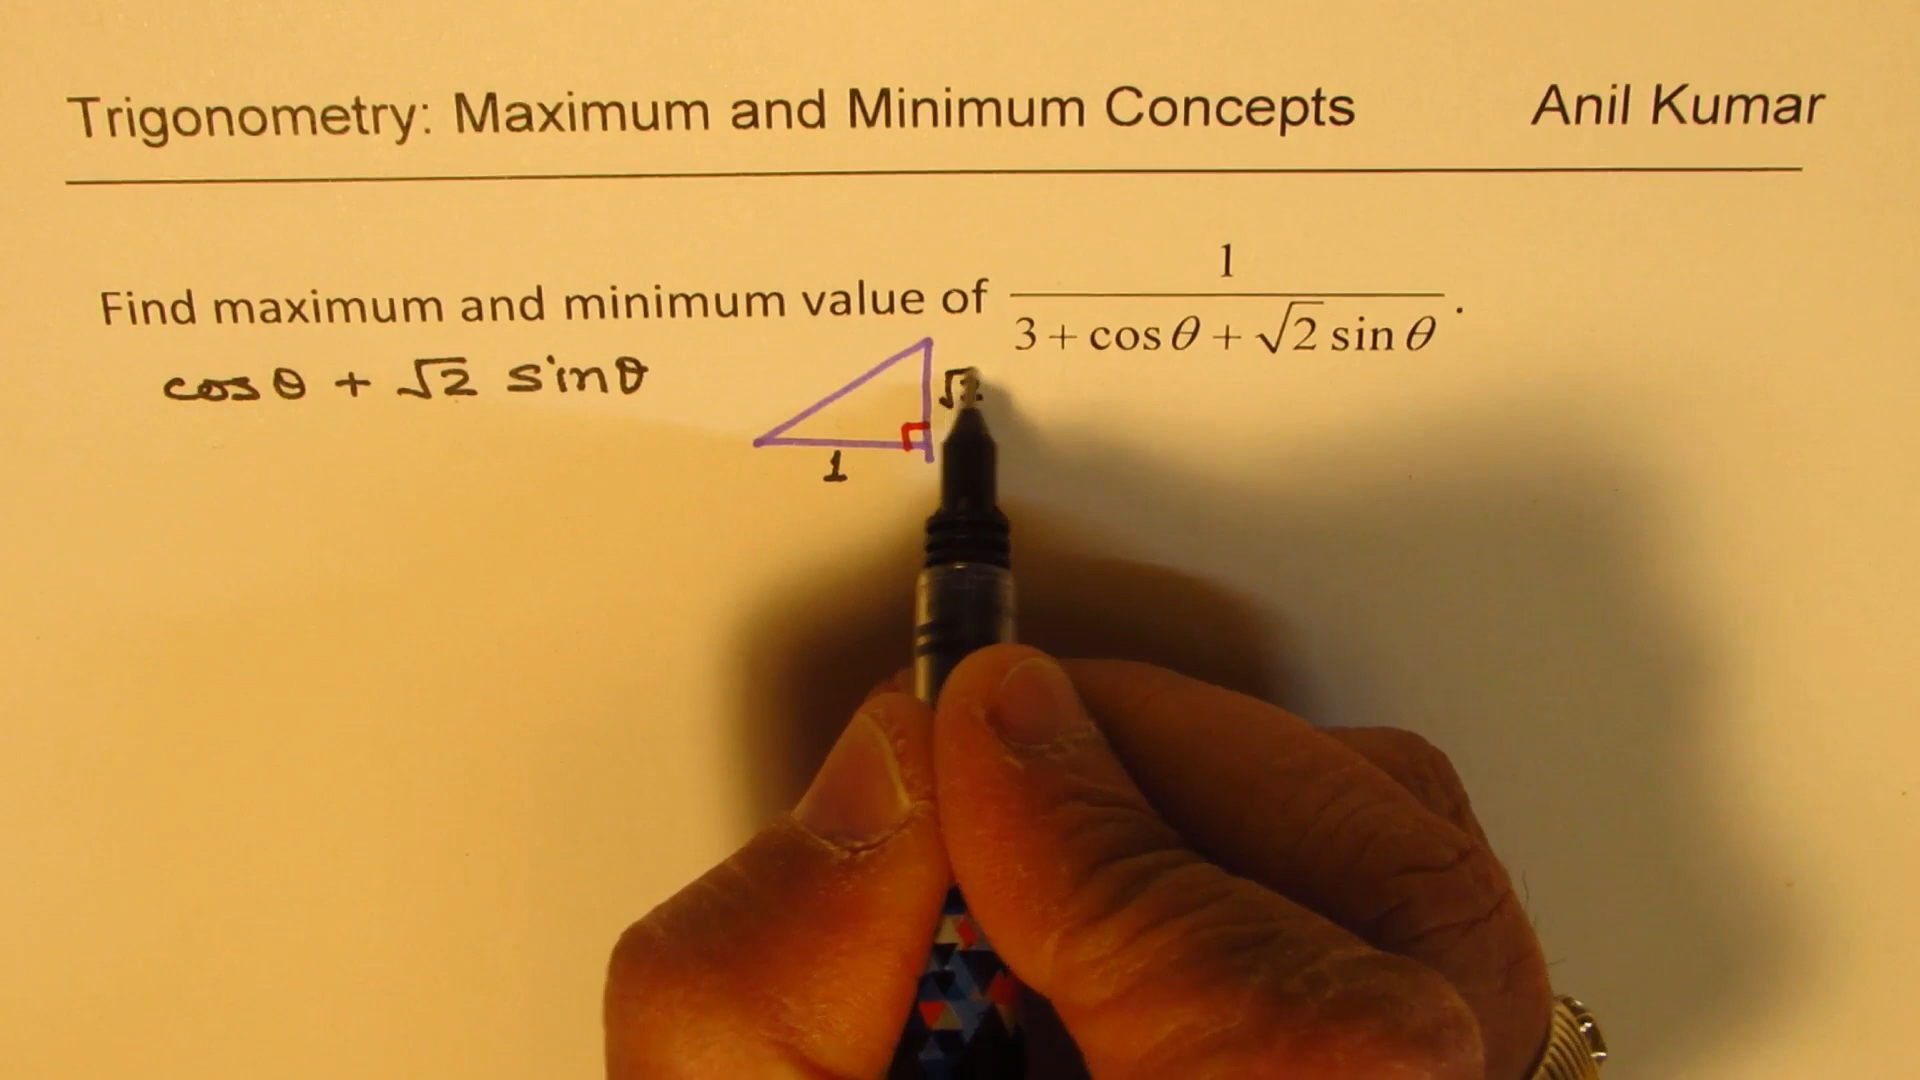 Trigonometry: Maximum and Minimum Concepts Anil Kumar
Find maximum and minimum value of 1 / (3 + cos θ + √2 sin θ) .
cos θ + √2 sin θ
√2
1